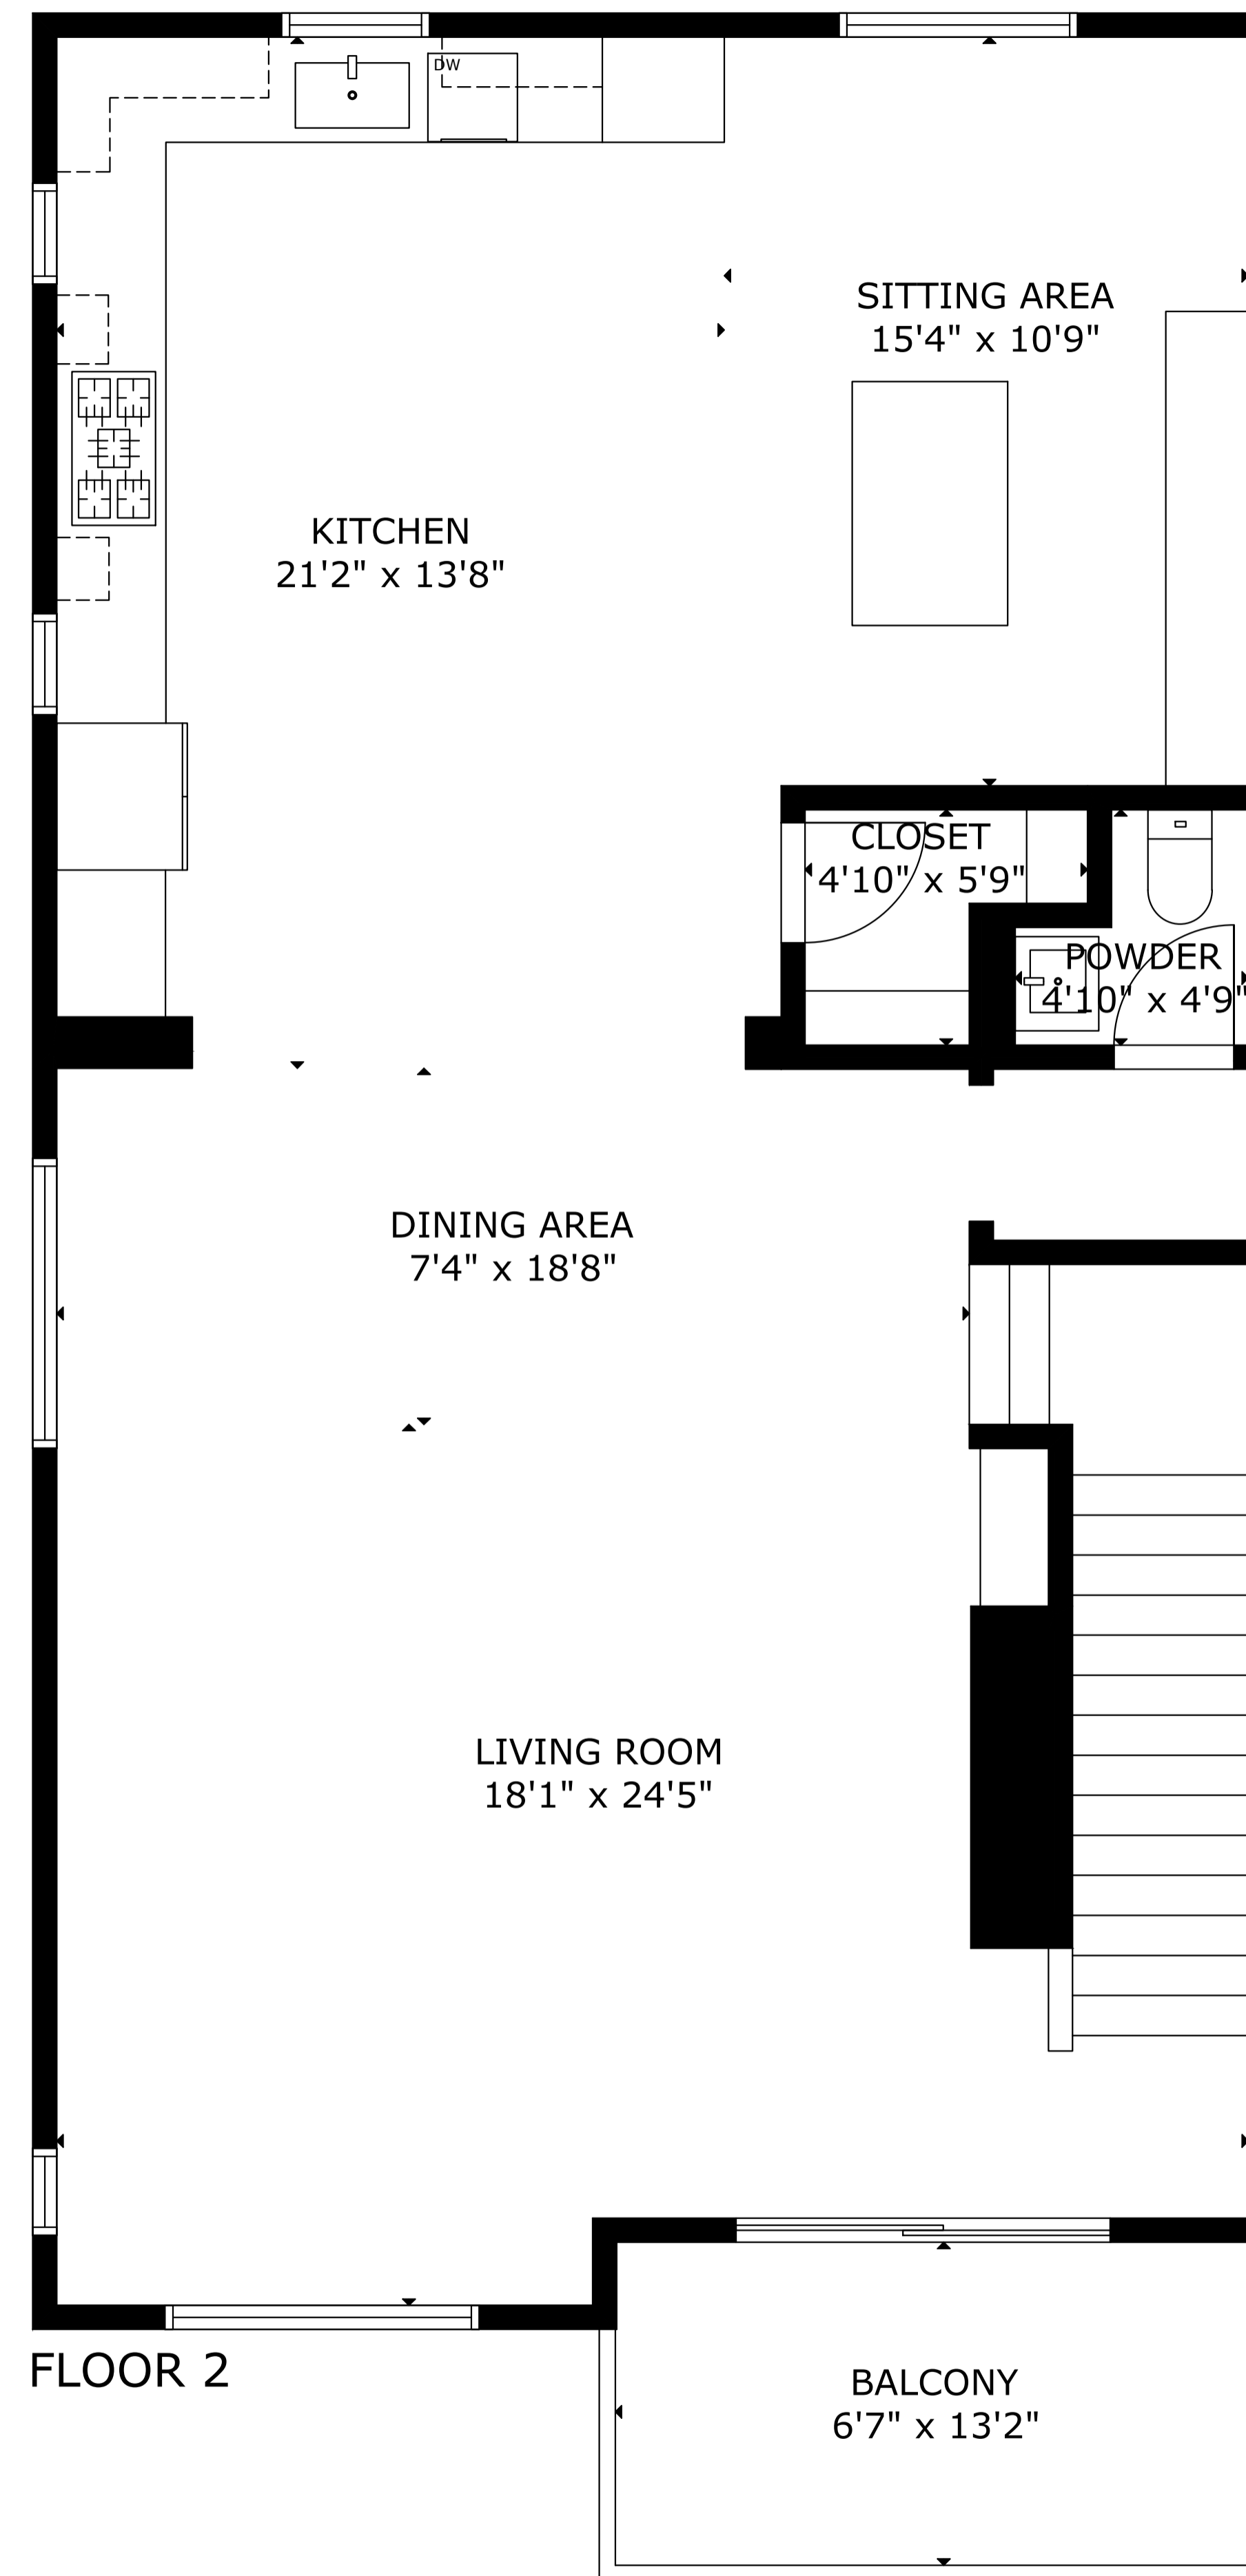 DW
SITTING AREA
15'4" x 10'9"
KITCHEN
21'2" x 13'8"
CLOSET
4'10" x 5'9"
POWDER
4'10" x 4'9"
DINING AREA
7'4" x 18'8"
LIVING ROOM
18'1" x 24'5"
FLOOR 2
BALCONY
6'7" x 13'2"